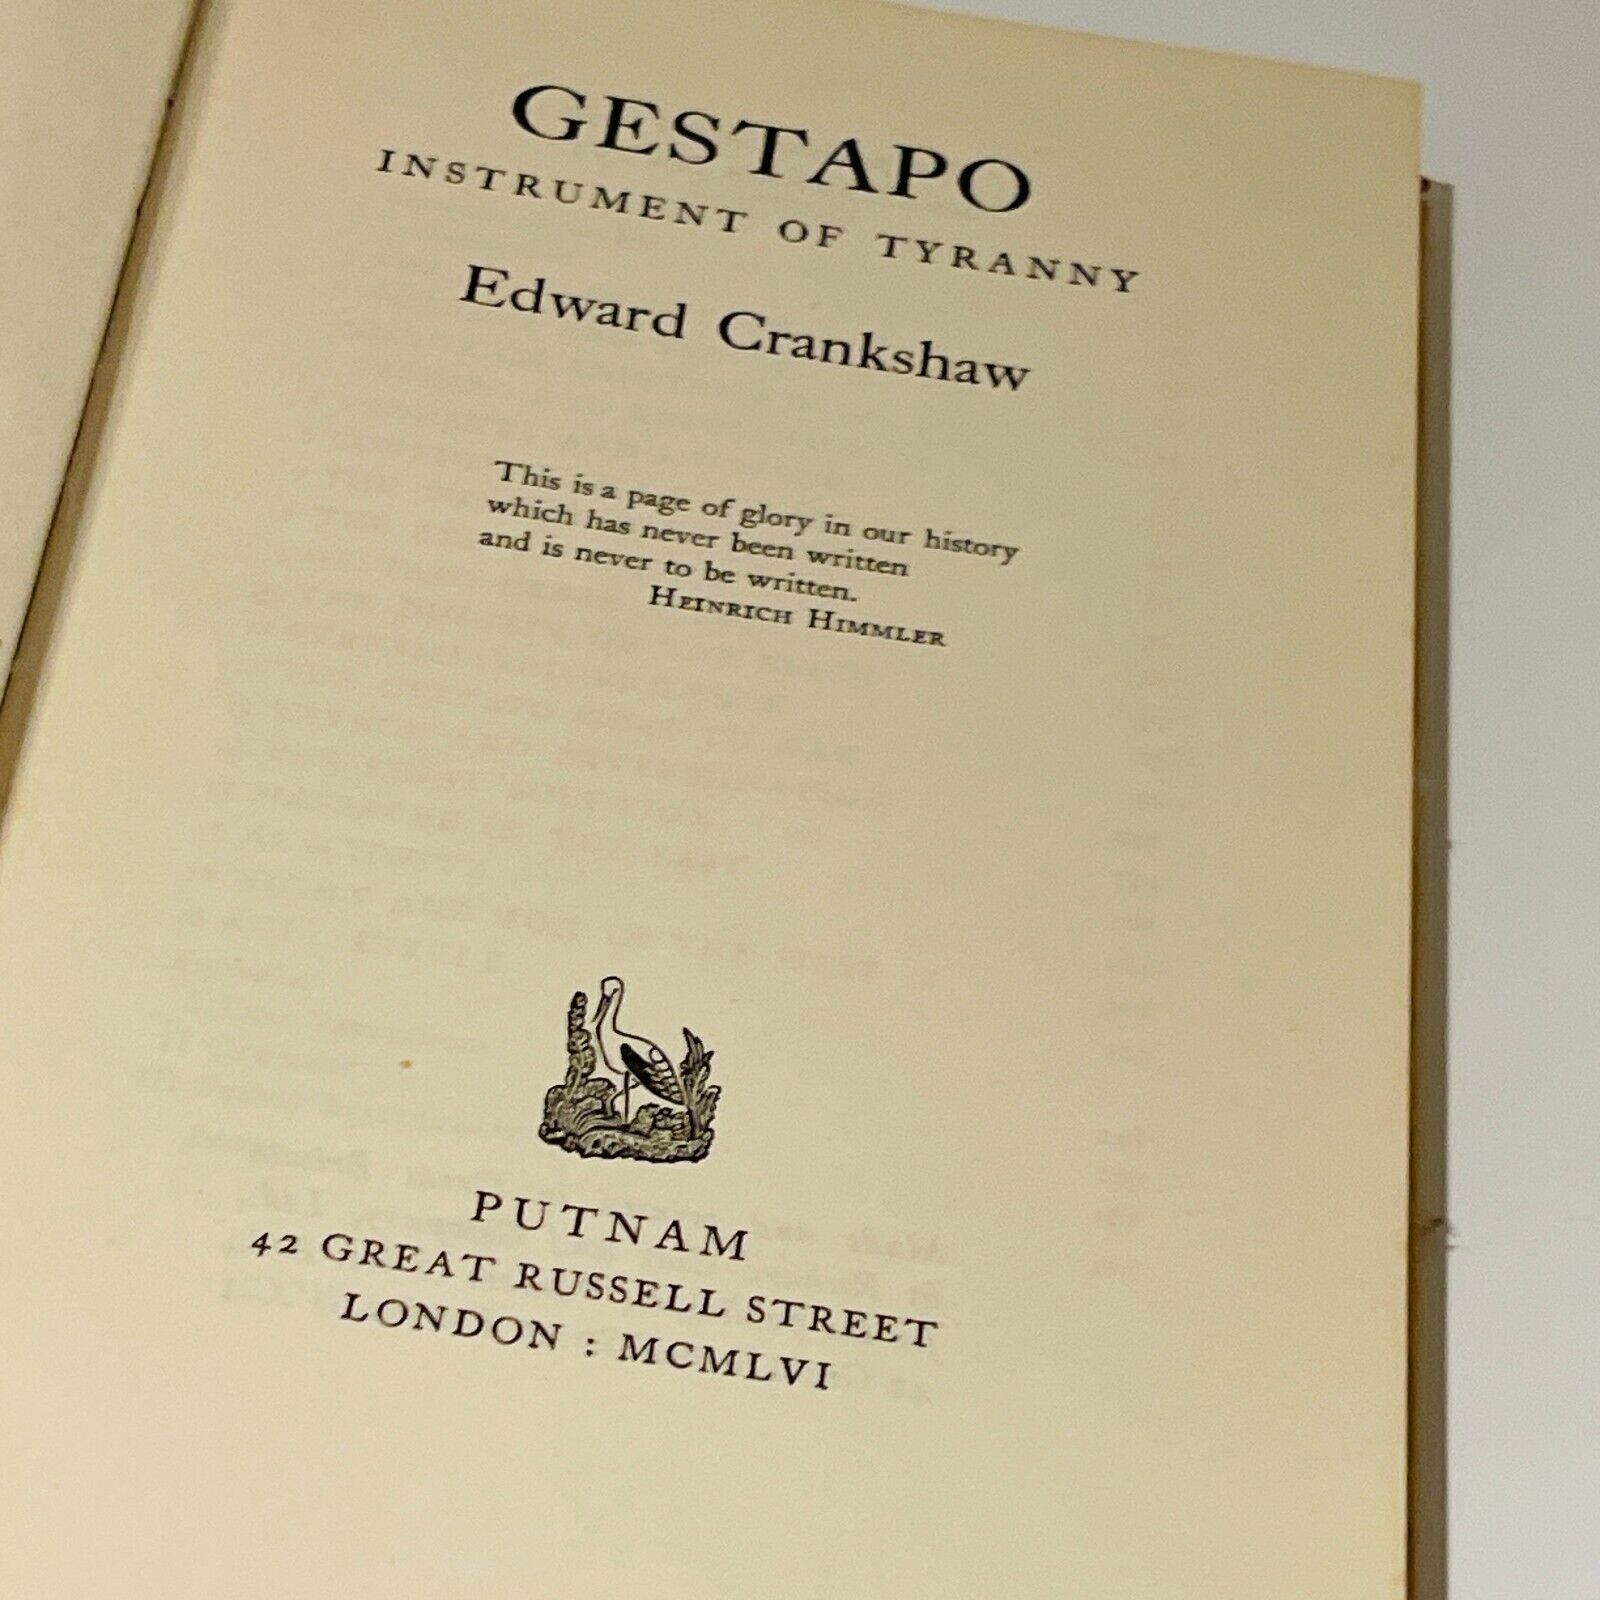 GESTAPO
INSTRUMENT OF TYRANNY
Edward Crankshaw
This is a page of glory in our history
which has never been written
and is never to be written.
HEINRICH HIMMLER
PUTNAM
42 GREAT RUSSELL STREET
LONDON : MCMLVI